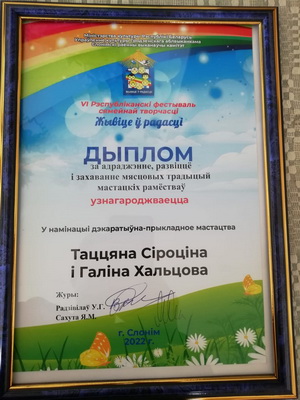 VI Рэспубліканскі фестываль
сямейнай творчасці
Жывіце ў радасці
ДЫПЛОМ
за адраджэнне, развіццё
і захаванне мясцовых традыцый
мастацкіх рамёстваў
узнагароджваецца
У намінацыі дэкаратыўна-прыкладное мастацтва
Таццяна Сіроціна
і Галіна Хальцова
Журы:
Радзівілаў У.Г.
Сахута Я.М.
г. Слонім
2022 г.